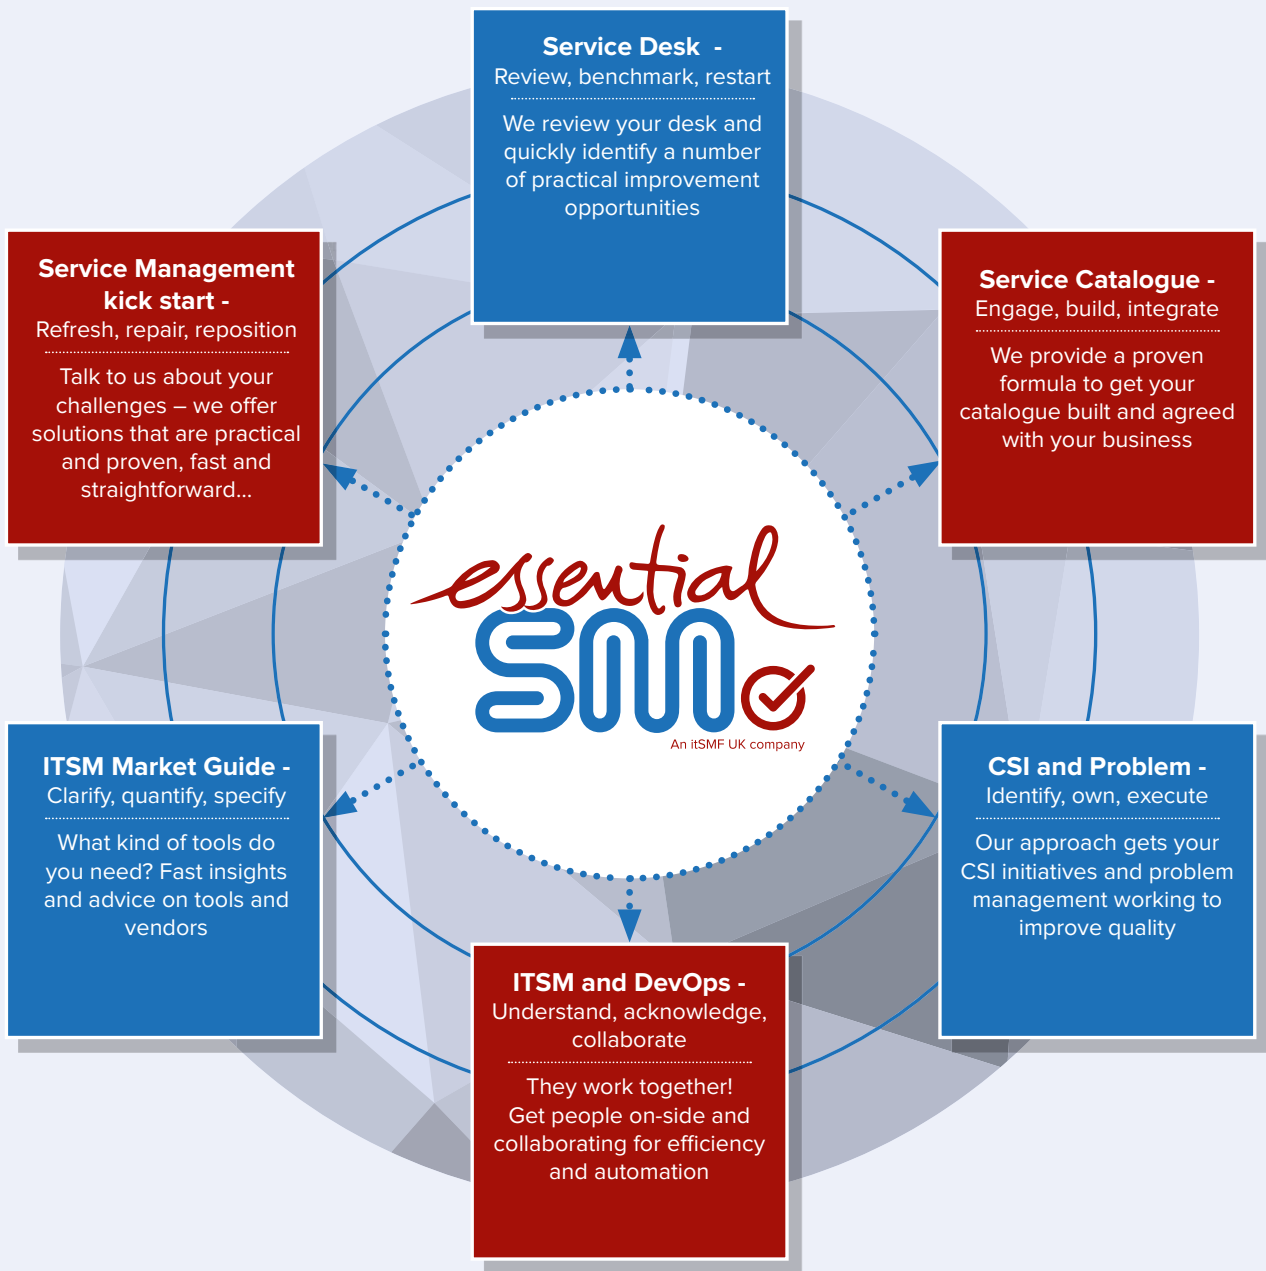 Service Desk -
Review, benchmark, restart
We review your desk and
quickly identify a number
of practical improvement
opportunities
Service Management
kick start -
Refresh, repair, reposition
Talk to us about your
challenges – we offer
solutions that are practical
and proven, fast and
straightforward...
Service Catalogue -
Engage, build, integrate
We provide a proven
formula to get your
catalogue built and agreed
with your business
essential
SM
An itSMF UK company
ITSM Market Guide -
Clarify, quantify, specify
What kind of tools do
you need? Fast insights
and advice on tools and
vendors
CSI and Problem -
Identify, own, execute
Our approach gets your
CSI initiatives and problem
management working to
improve quality
ITSM and DevOps -
Understand, acknowledge,
collaborate
They work together!
Get people on-side and
collaborating for efficiency
and automation